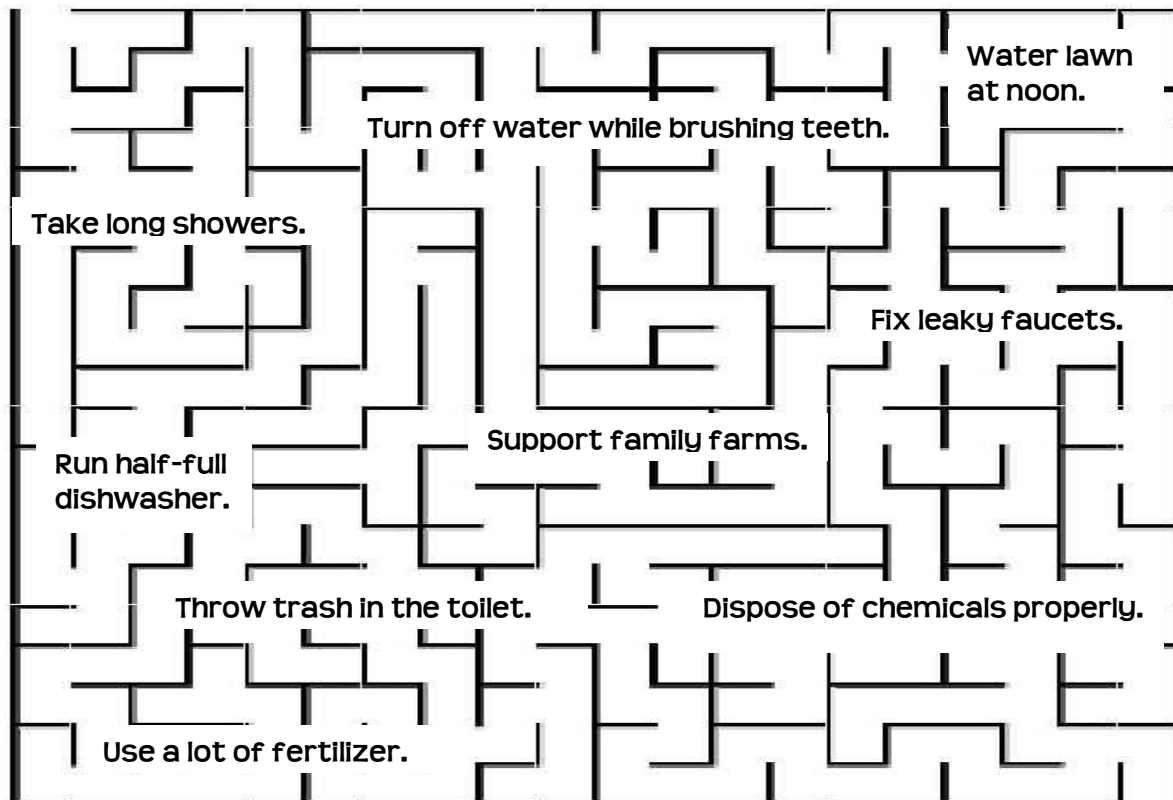 Water lawn
at noon.
Turn off water while brushing teeth.
Take long showers.
Fix leaky faucets.
Support family farms.
Run half-full
dishwasher.
Throw trash in the toilet.
Dispose of chemicals properly.
Use a lot of fertilizer.